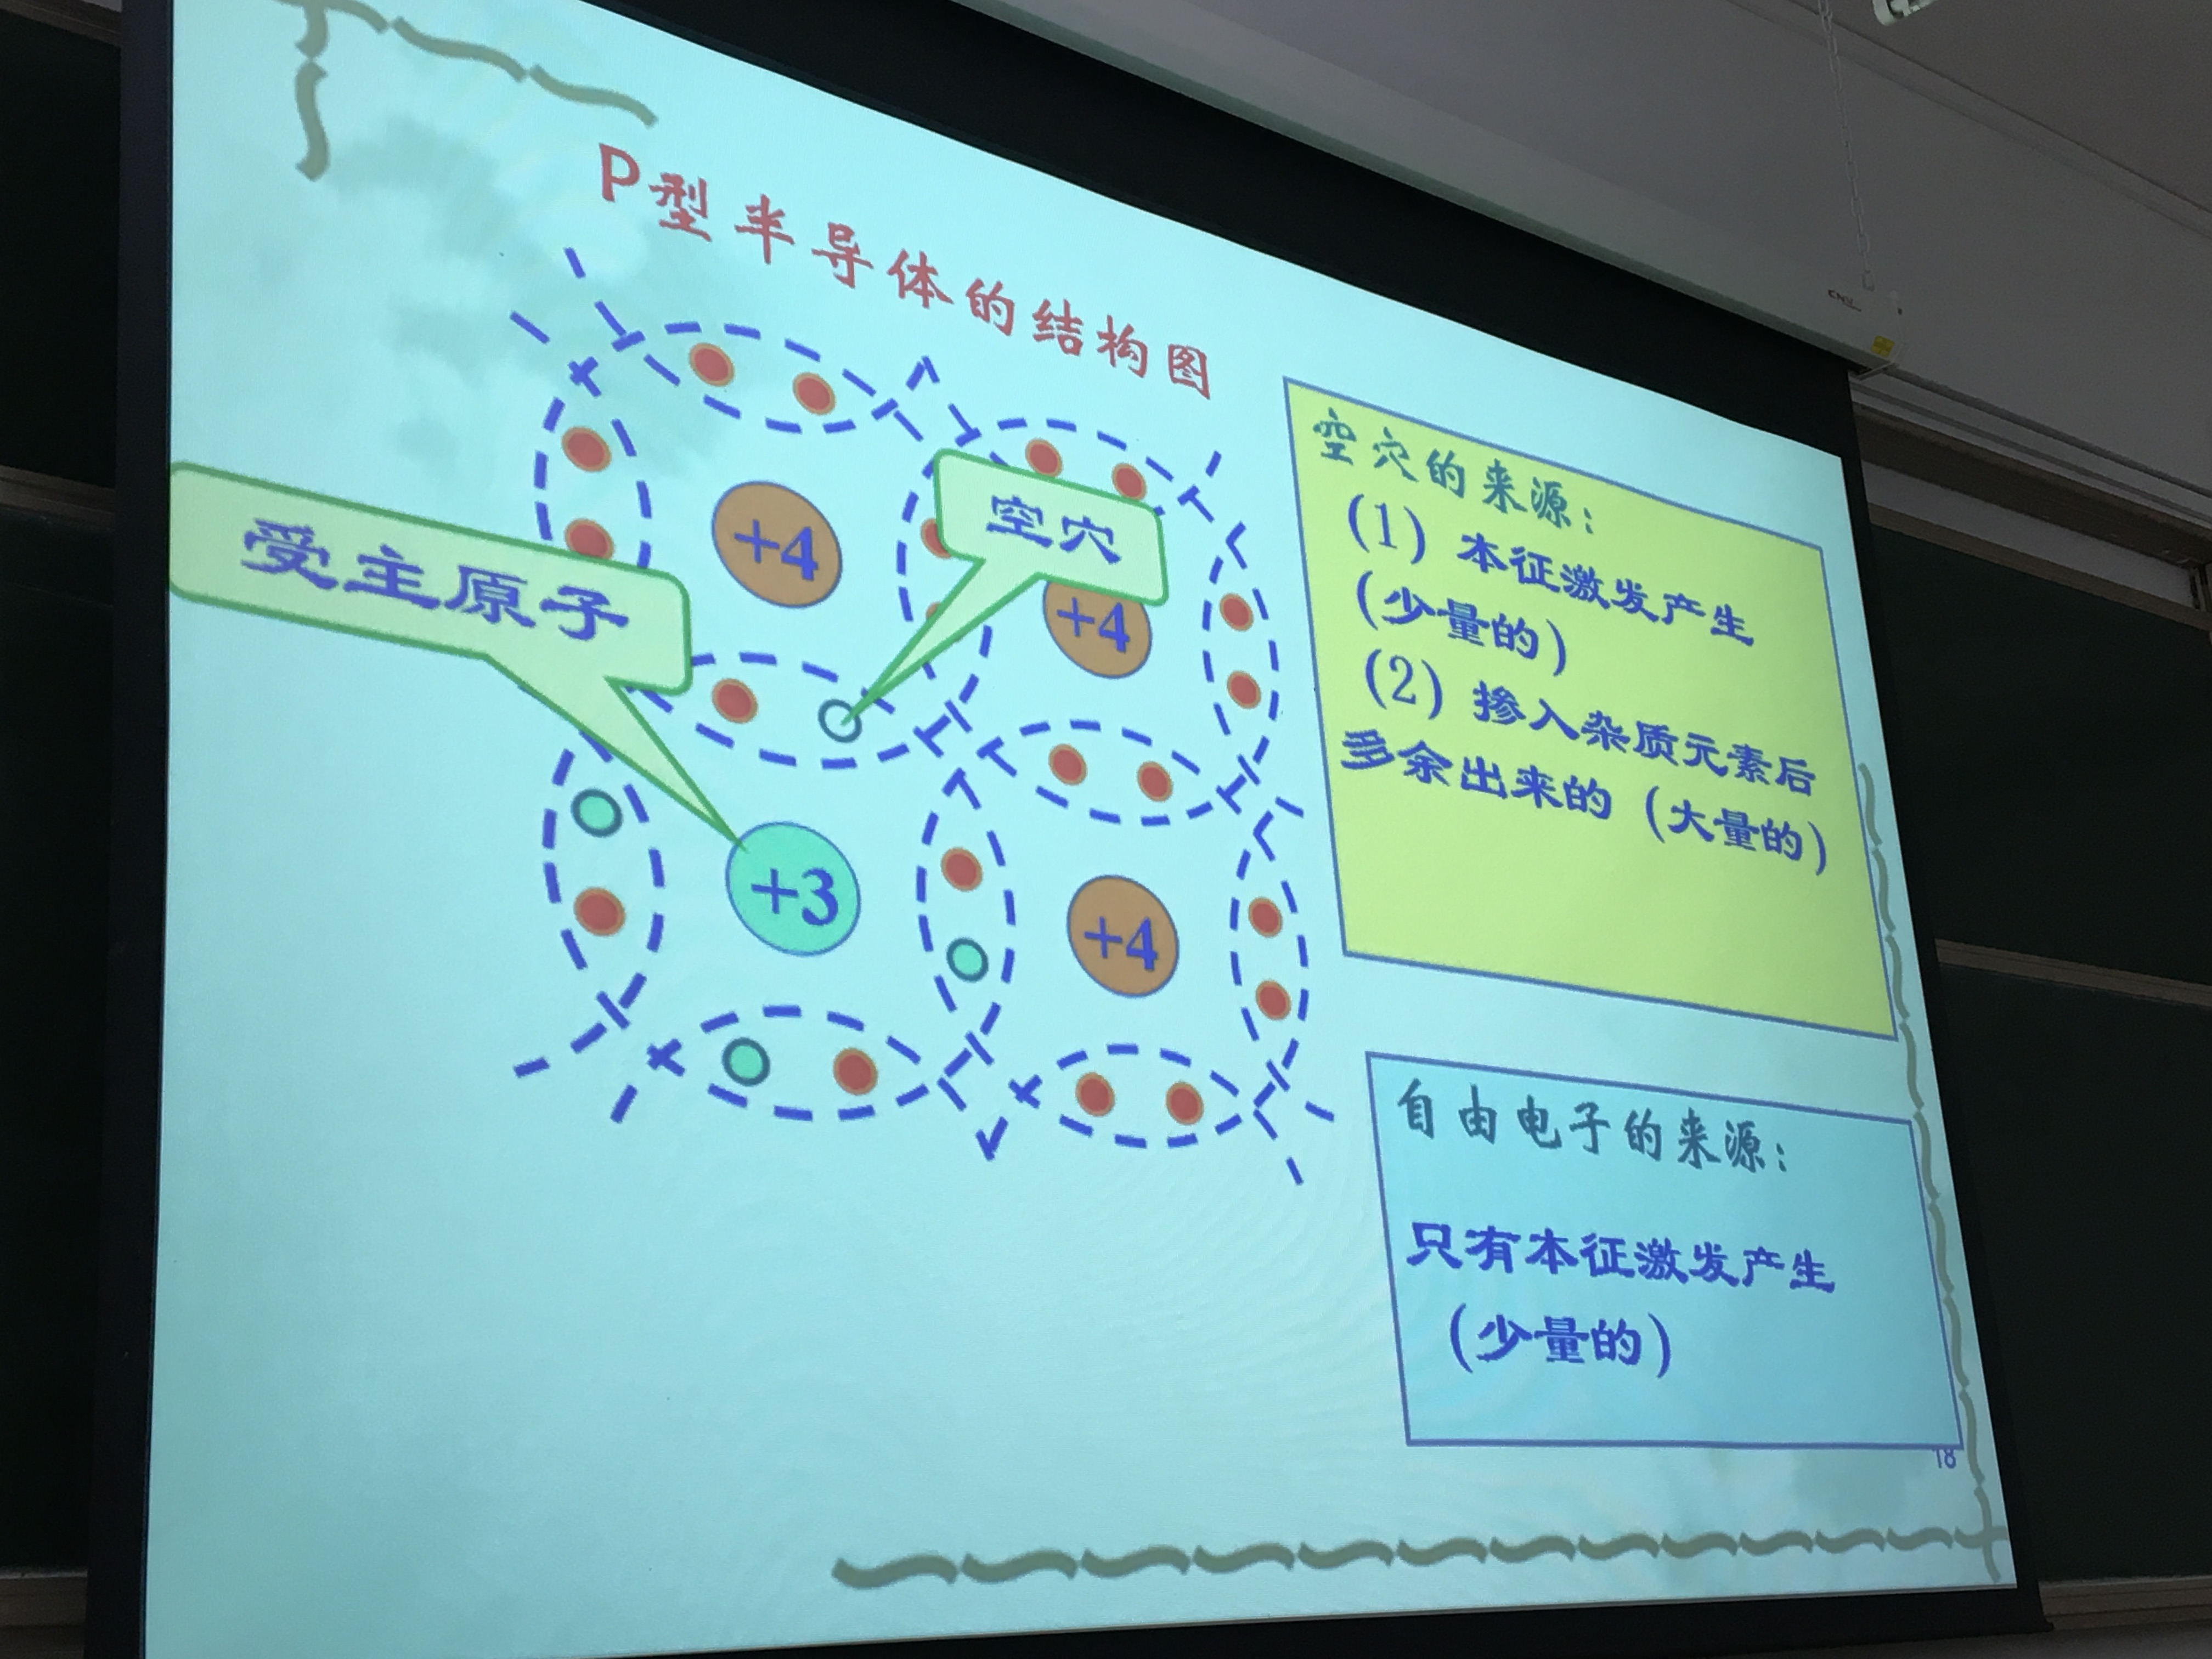 P型半导体的结构图
空穴的来源：
(1) 本征激发产生
(少量的)
(2) 掺入杂质元素后
多余出来的 (大量的)
空穴
+4
+4
受主原子
+3
+4
自由电子的来源：
只有本征激发产生
(少量的)
18